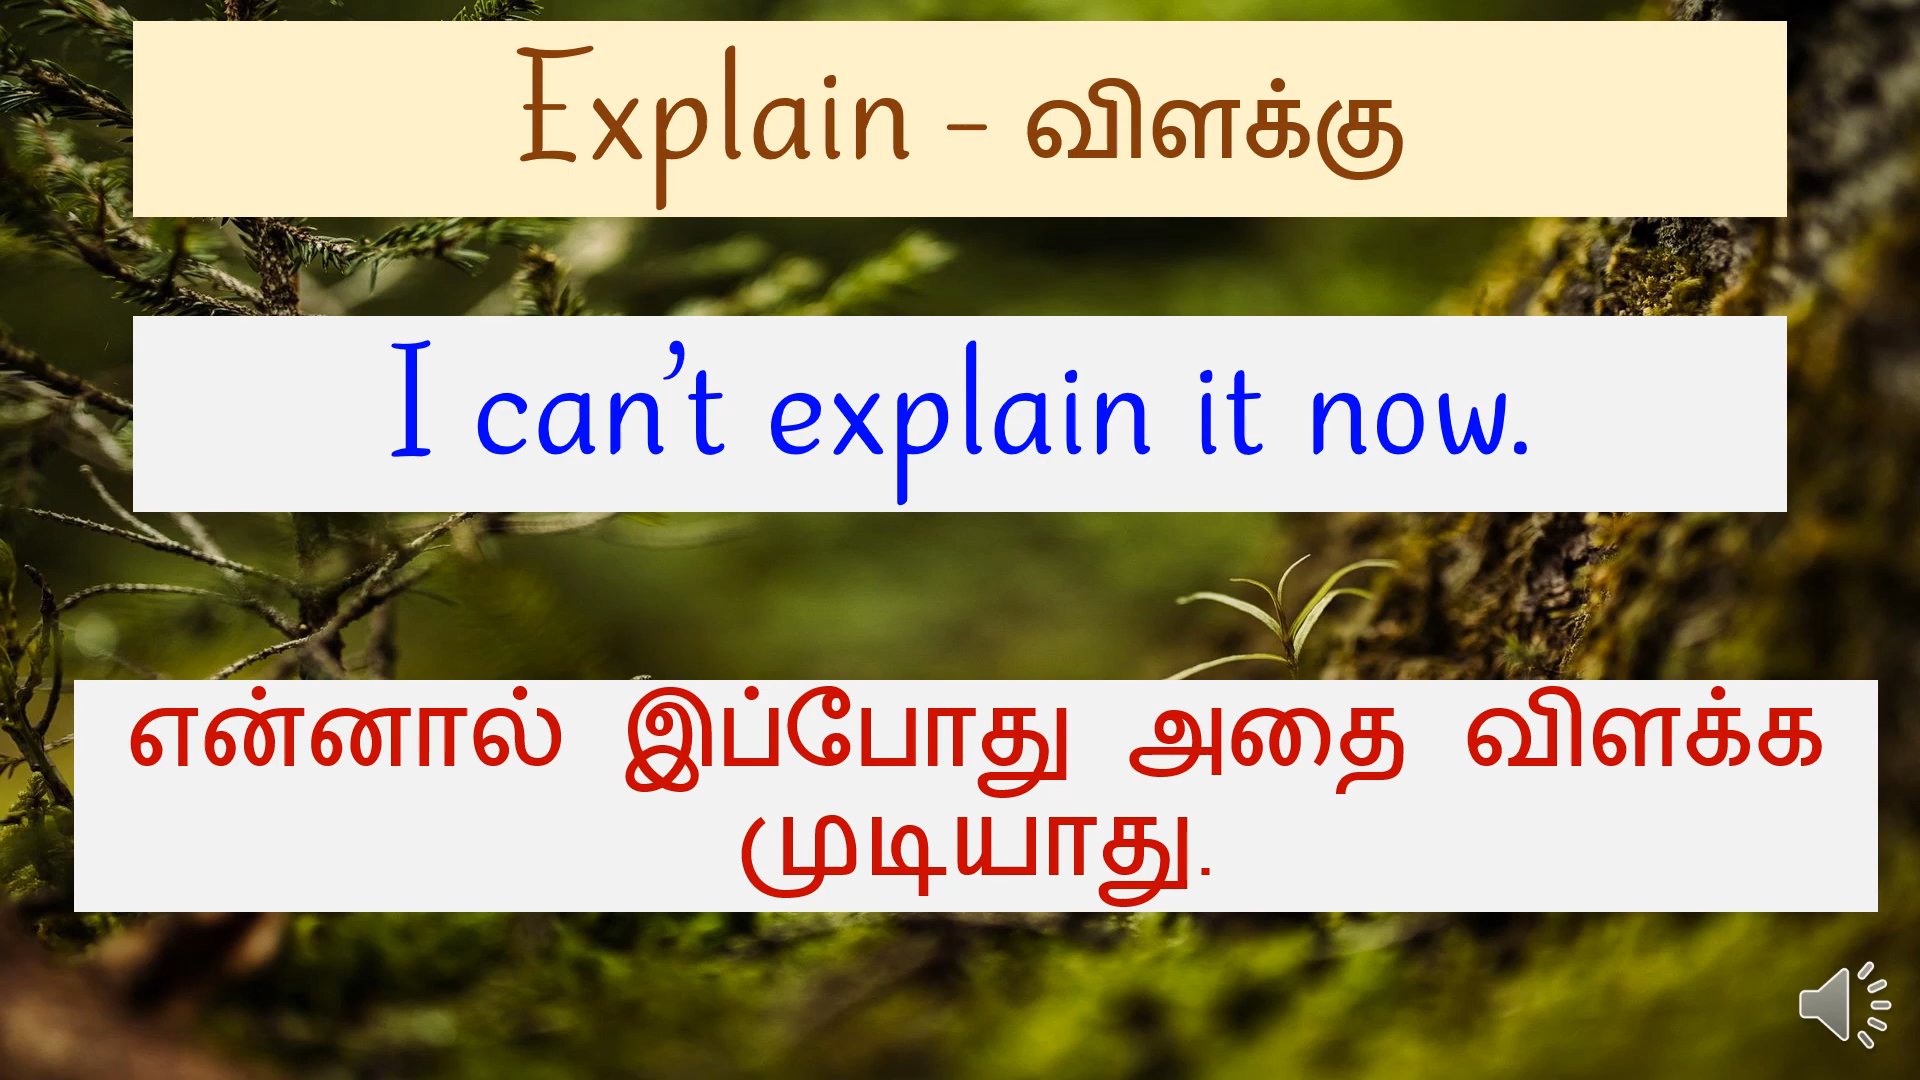 Explain – விளக்கு
I can’t explain it now.
என்னால் இப்போது அதை விளக்க
முடியாது.